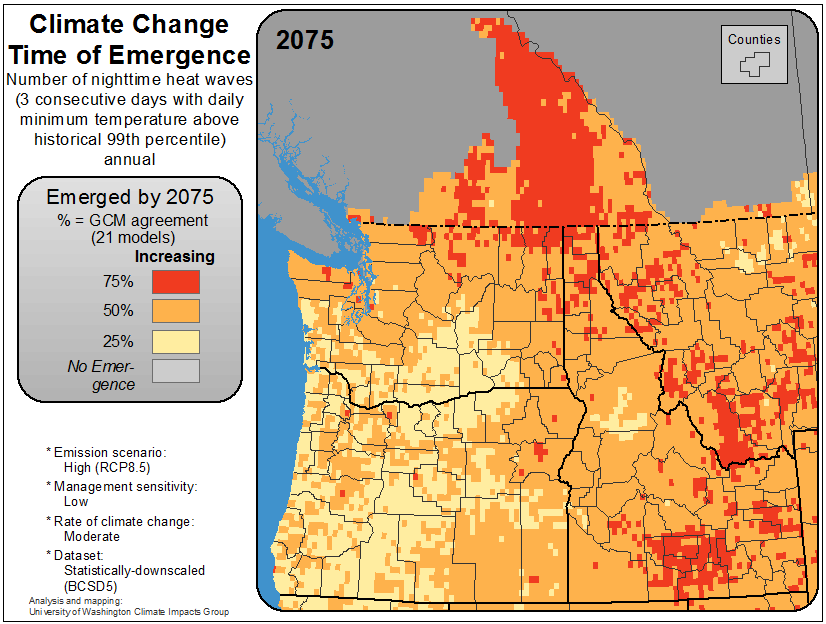 Climate Change
Time of Emergence
Number of nighttime heat waves
(3 consecutive days with daily
minimum temperature above
historical 99th percentile)
annual
Emerged by 2075
% = GCM agreement
(21 models)
Increasing
75%
50%
25%
No Emer-
gence
* Emission scenario:
High (RCP8.5)
* Management sensitivity:
Low
* Rate of climate change:
Moderate
* Dataset:
Statistically-downscaled
(BCSD5)
Analysis and mapping:
University of Washington Climate Impacts Group
2075
Counties